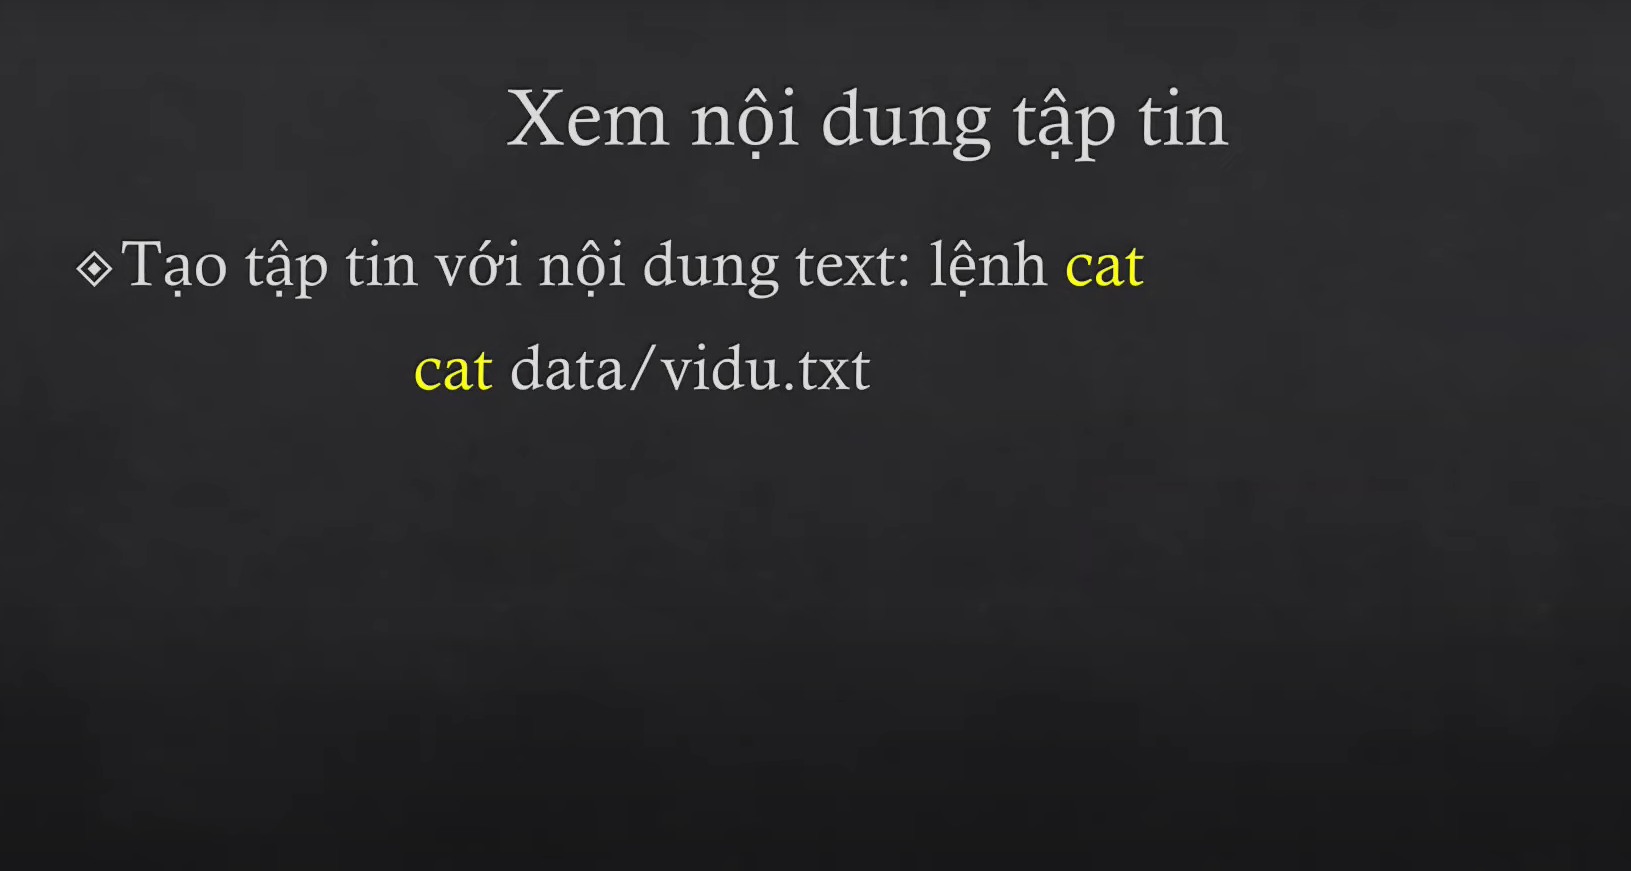 Xem nội dung tập tin
Tạo tập tin với nội dung text: lệnh cat
cat data/vidu.txt